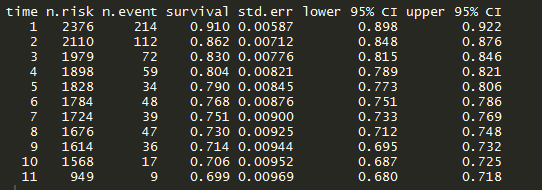 time n.risk n.event survival std.err lower 95% CI upper 95% CI
1 2376 214 0.910 0.00587 0.898 0.922
2 2110 112 0.862 0.00712 0.848 0.876
3 1979 72 0.830 0.00776 0.815 0.846
4 1898 59 0.804 0.00821 0.789 0.821
5 1828 34 0.790 0.00845 0.773 0.806
6 1784 48 0.768 0.00876 0.751 0.786
7 1724 39 0.751 0.00900 0.733 0.769
8 1676 47 0.730 0.00925 0.712 0.748
9 1614 36 0.714 0.00944 0.695 0.732
10 1568 17 0.706 0.00952 0.687 0.725
11 949 9 0.699 0.00969 0.680 0.718